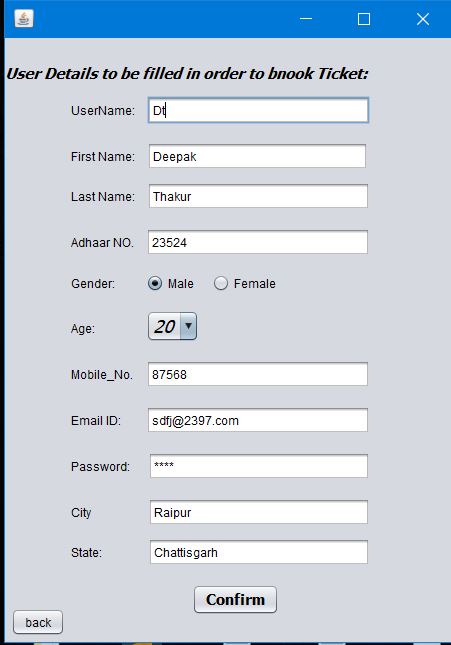 User Details to be filled in order to bnook Ticket:
UserName: Dt
First Name: Deepak
Last Name: Thakur
Adhaar NO. 23524
Gender: Male Female
Age: 20
Mobile_No. 87568
Email ID: sdfj@2397.com
Password: ****
City Raipur
State: Chattisgarh
Confirm
back